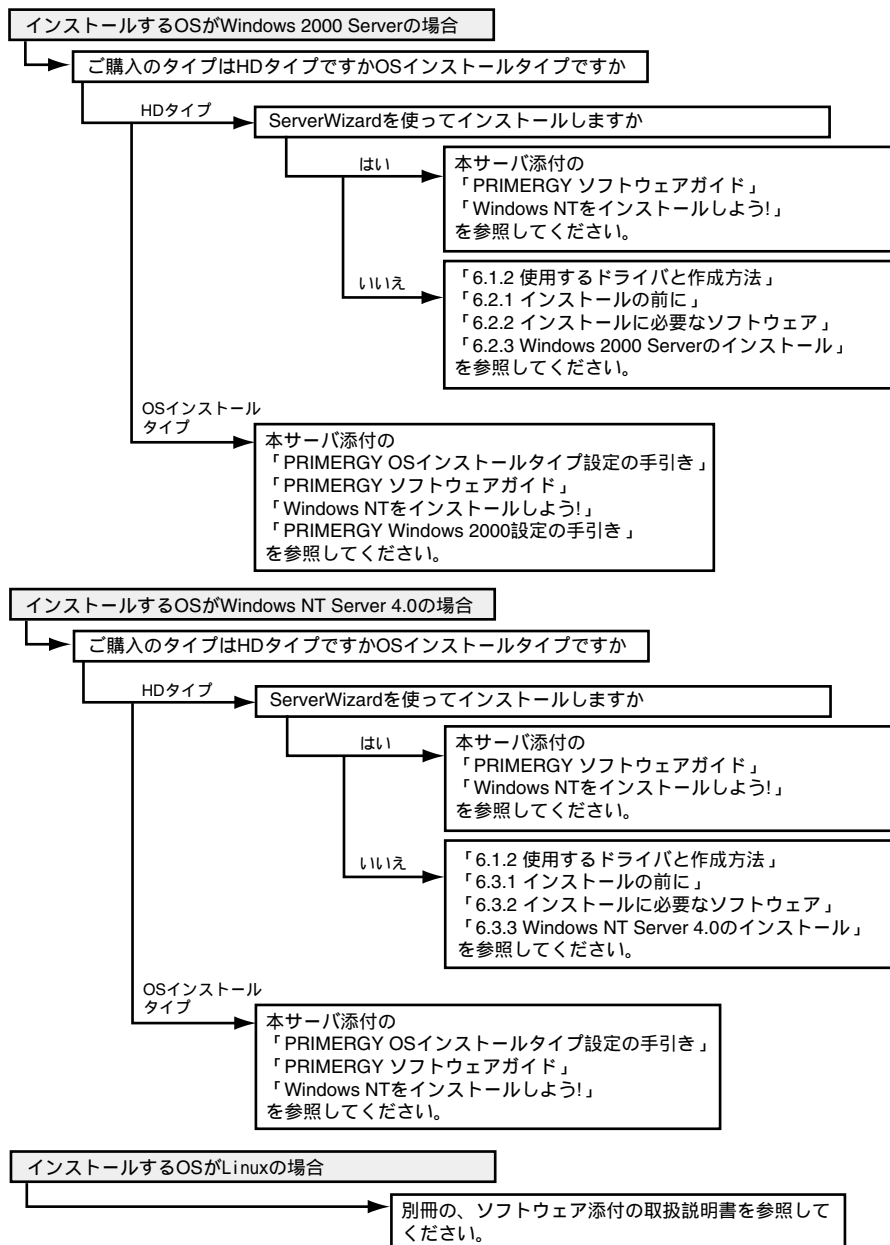 インストールするOSがWindows 2000 Serverの場合
ご購入のタイプはHDタイプですかOSインストールタイプですか
HDタイプ
ServerWizardを使ってインストールしますか
はい
本サーバ添付の
「PRIMERGY ソフトウェアガイド」
「Windows NTをインストールしよう!」
を参照してください。
いいえ
「6.1.2 使用するドライバと作成方法」
「6.2.1 インストールの前に」
「6.2.2 インストールに必要なソフトウェア」
「6.2.3 Windows 2000 Serverのインストール」
を参照してください。
OSインストール
タイプ
本サーバ添付の
「PRIMERGY OSインストールタイプ設定の手引き」
「PRIMERGY ソフトウェアガイド」
「Windows NTをインストールしよう!」
「PRIMERGY Windows 2000設定の手引き」
を参照してください。
インストールするOSがWindows NT Server 4.0の場合
ご購入のタイプはHDタイプですかOSインストールタイプですか
HDタイプ
ServerWizardを使ってインストールしますか
はい
本サーバ添付の
「PRIMERGY ソフトウェアガイド」
「Windows NTをインストールしよう!」
を参照してください。
いいえ
「6.1.2 使用するドライバと作成方法」
「6.3.1 インストールの前に」
「6.3.2 インストールに必要なソフトウェア」
「6.3.3 Windows NT Server 4.0のインストール」
を参照してください。
OSインストール
タイプ
本サーバ添付の
「PRIMERGY OSインストールタイプ設定の手引き」
「PRIMERGY ソフトウェアガイド」
「Windows NTをインストールしよう!」
を参照してください。
インストールするOSがLinuxの場合
別冊の、ソフトウェア添付の取扱説明書を参照して
ください。